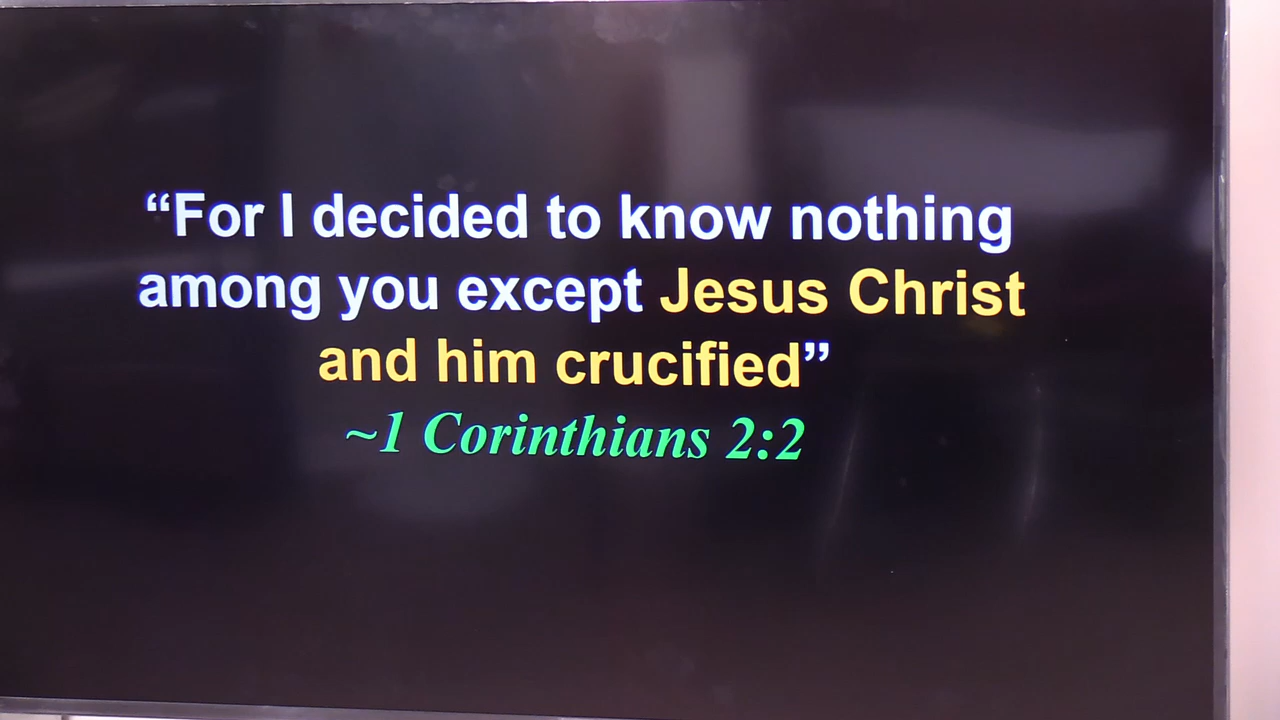 “For I decided to know nothing
among you except Jesus Christ
and him crucified”
~1 Corinthians 2:2